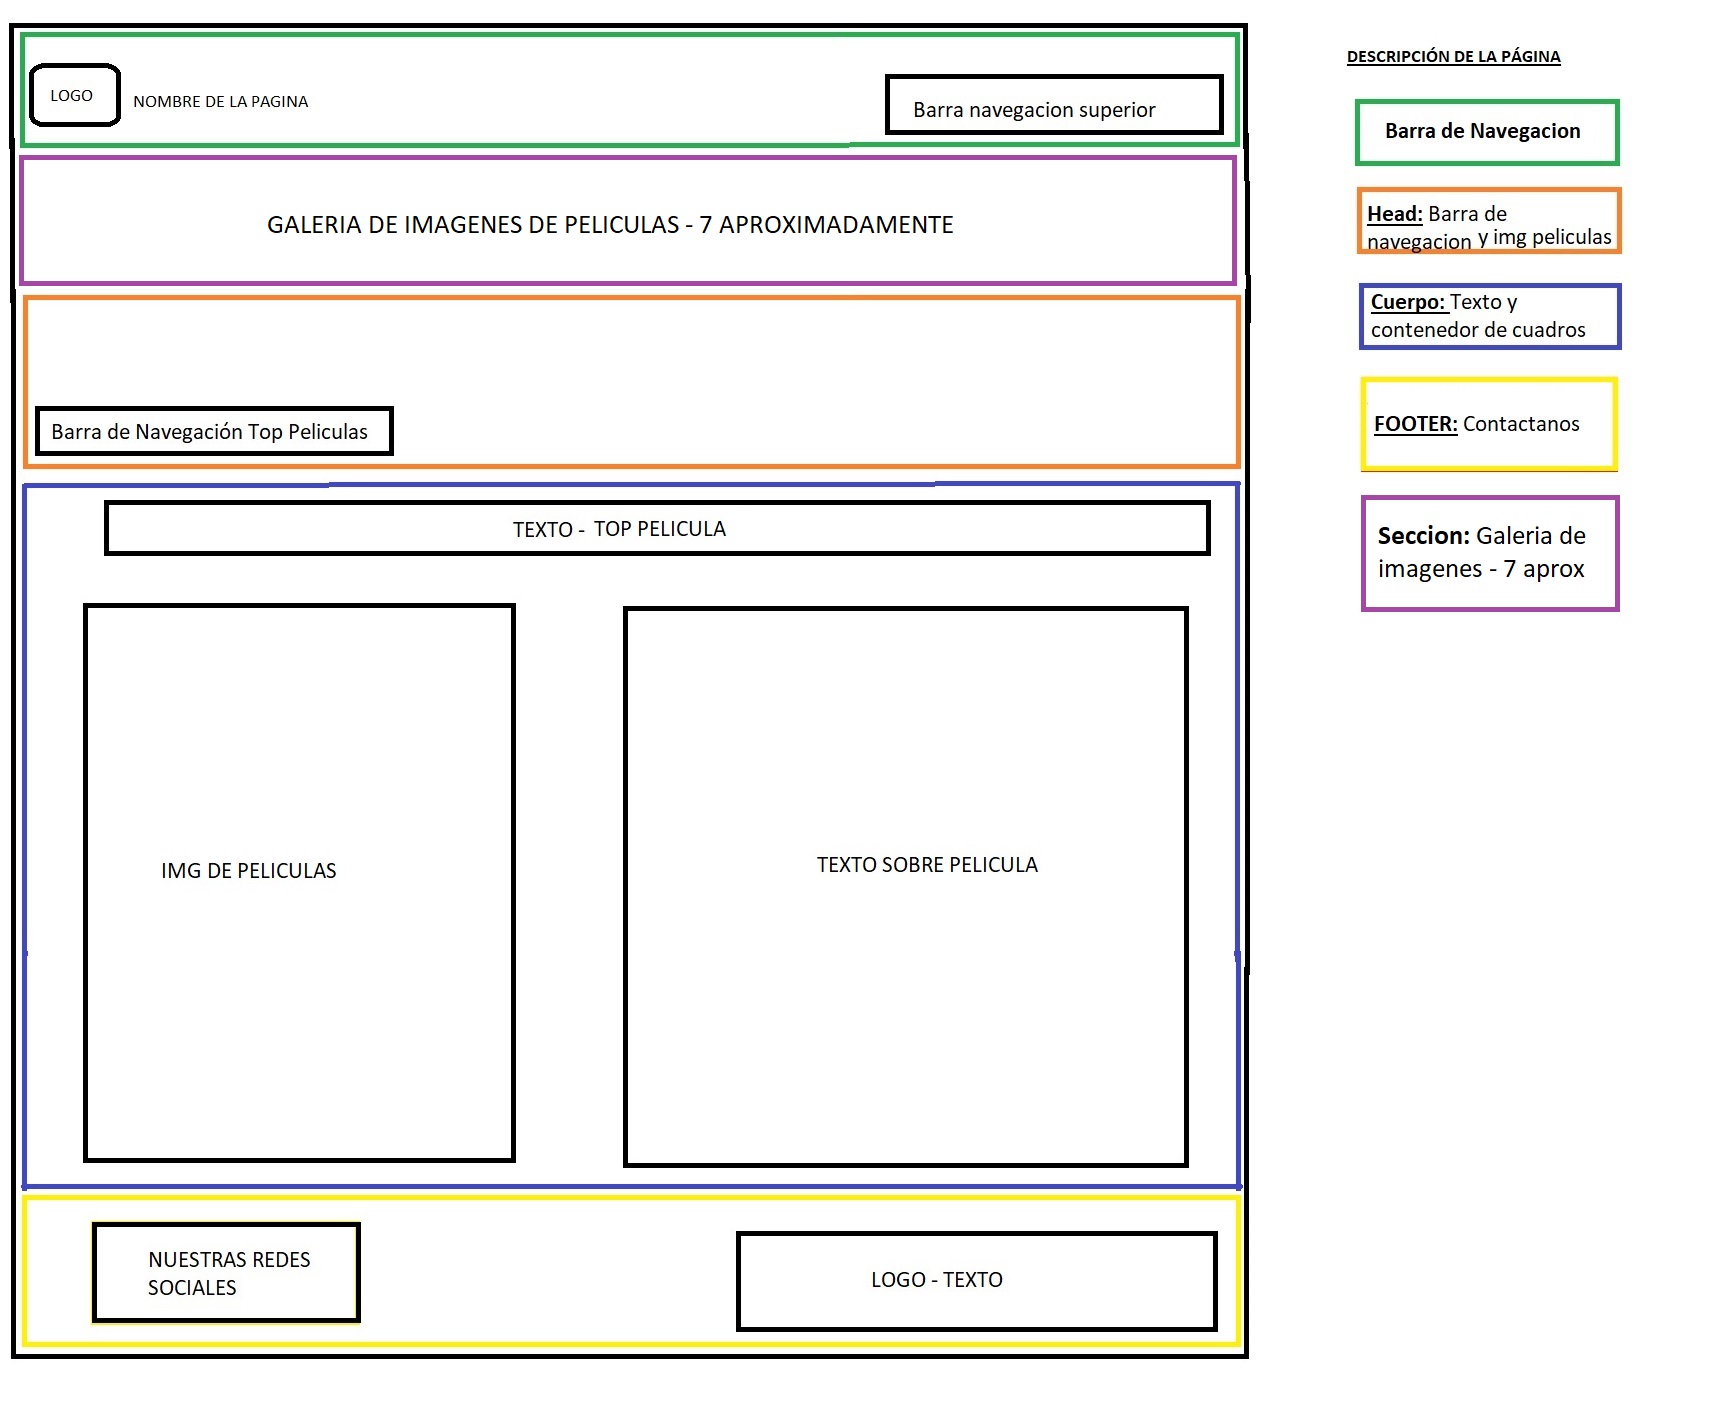 LOGO
NOMBRE DE LA PAGINA
Barra navegacion superior
GALERIA DE IMAGENES DE PELICULAS - 7 APROXIMADAMENTE
Barra de Navegación Top Peliculas
TEXTO - TOP PELICULA
IMG DE PELICULAS
TEXTO SOBRE PELICULA
NUESTRAS REDES
SOCIALES
LOGO - TEXTO
DESCRIPCIÓN DE LA PÁGINA
Barra de Navegacion
Head: Barra de
navegacion y img peliculas
Cuerpo: Texto y
contenedor de cuadros
FOOTER: Contactanos
Seccion: Galeria de
imagenes - 7 aprox